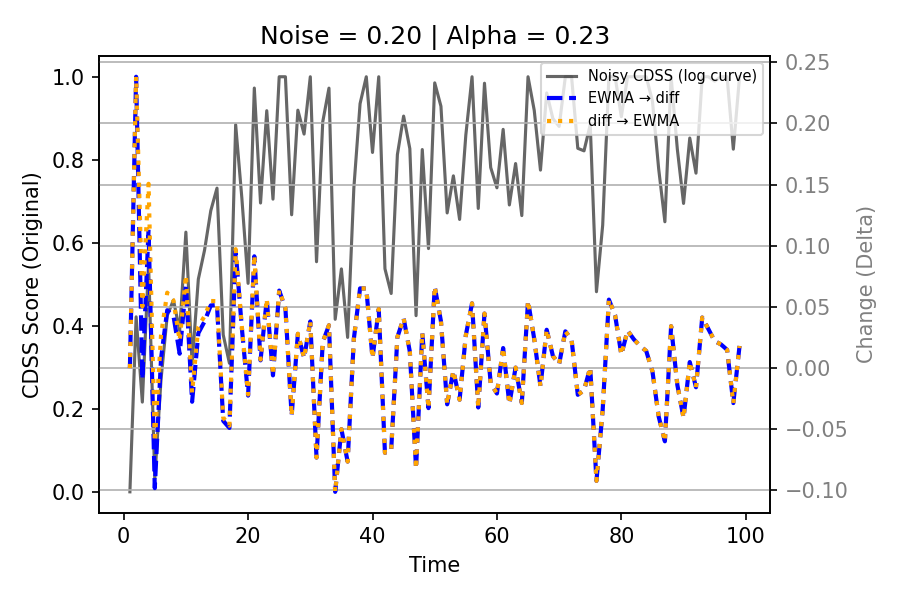 Noise = 0.20 | Alpha = 0.23
CDSS Score (Original)
1.0
0.8
0.6
0.4
0.2
0.0
Noisy CDSS (log curve)
EWMA → diff
diff → EWMA
0.25
0.20
0.15
0.10
0.05
0.00
−0.05
−0.10
Change (Delta)
0 20 40 60 80 100
Time